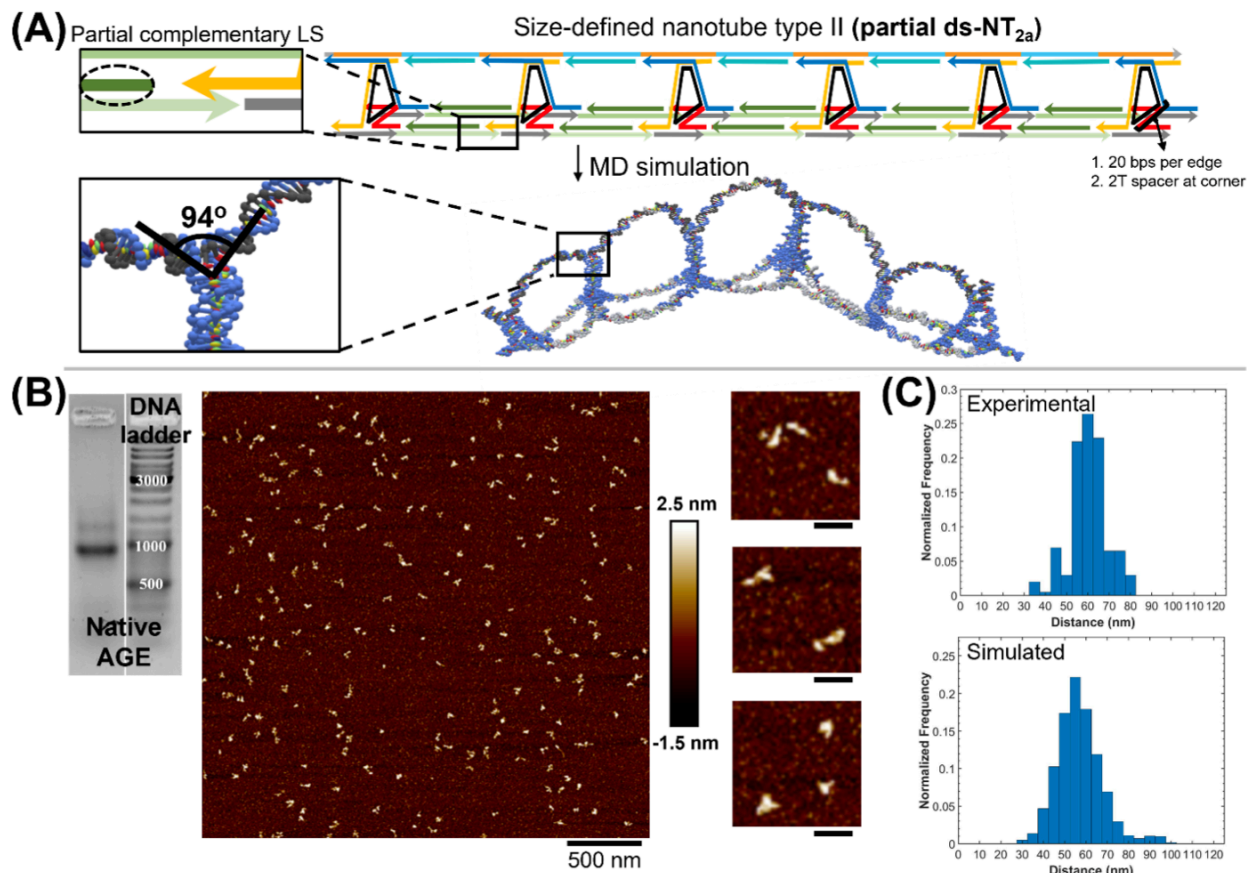 (A)
Partial complementary LS
Size-defined nanotube type II (partial ds-NT2a)
1. 20 bps per edge
2. 2T spacer at corner
MD simulation
94o
(B)
DNA
ladder
3000
1000
500
Native
AGE
500 nm
2.5 nm
-1.5 nm
(C)
Experimental
Normalized Frequency
0.3
0.25
0.2
0.15
0.1
0.05
0
0 10 20 30 40 50 60 70 80 90 100 110 120
Distance (nm)
Simulated
Normalized Frequency
0.25
0.2
0.15
0.1
0.05
0
0 10 20 30 40 50 60 70 80 90 100 110 120
Distance (nm)